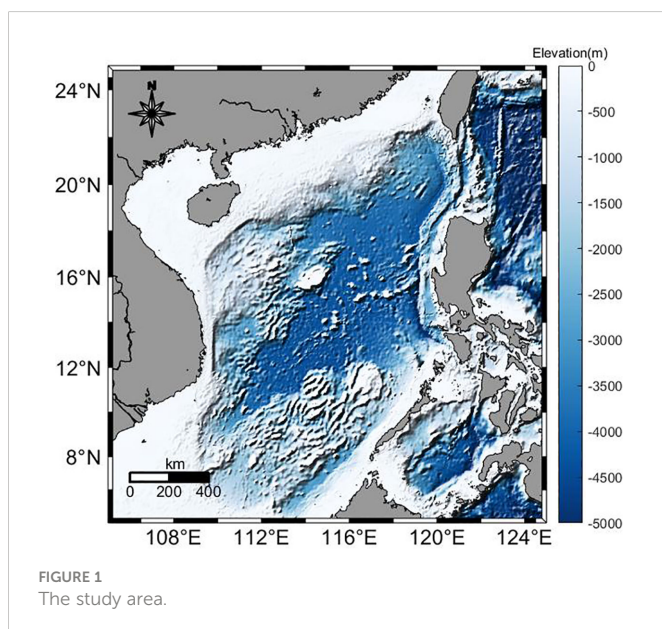 Elevation(m)
N
24°N
20°N
16°N
12°N
8°N
km
0 200 400
108°E 112°E 116°E 120°E 124°E
0
-500
-1000
-1500
-2000
-2500
-3000
-3500
-4000
-4500
-5000
FIGURE 1
The study area.